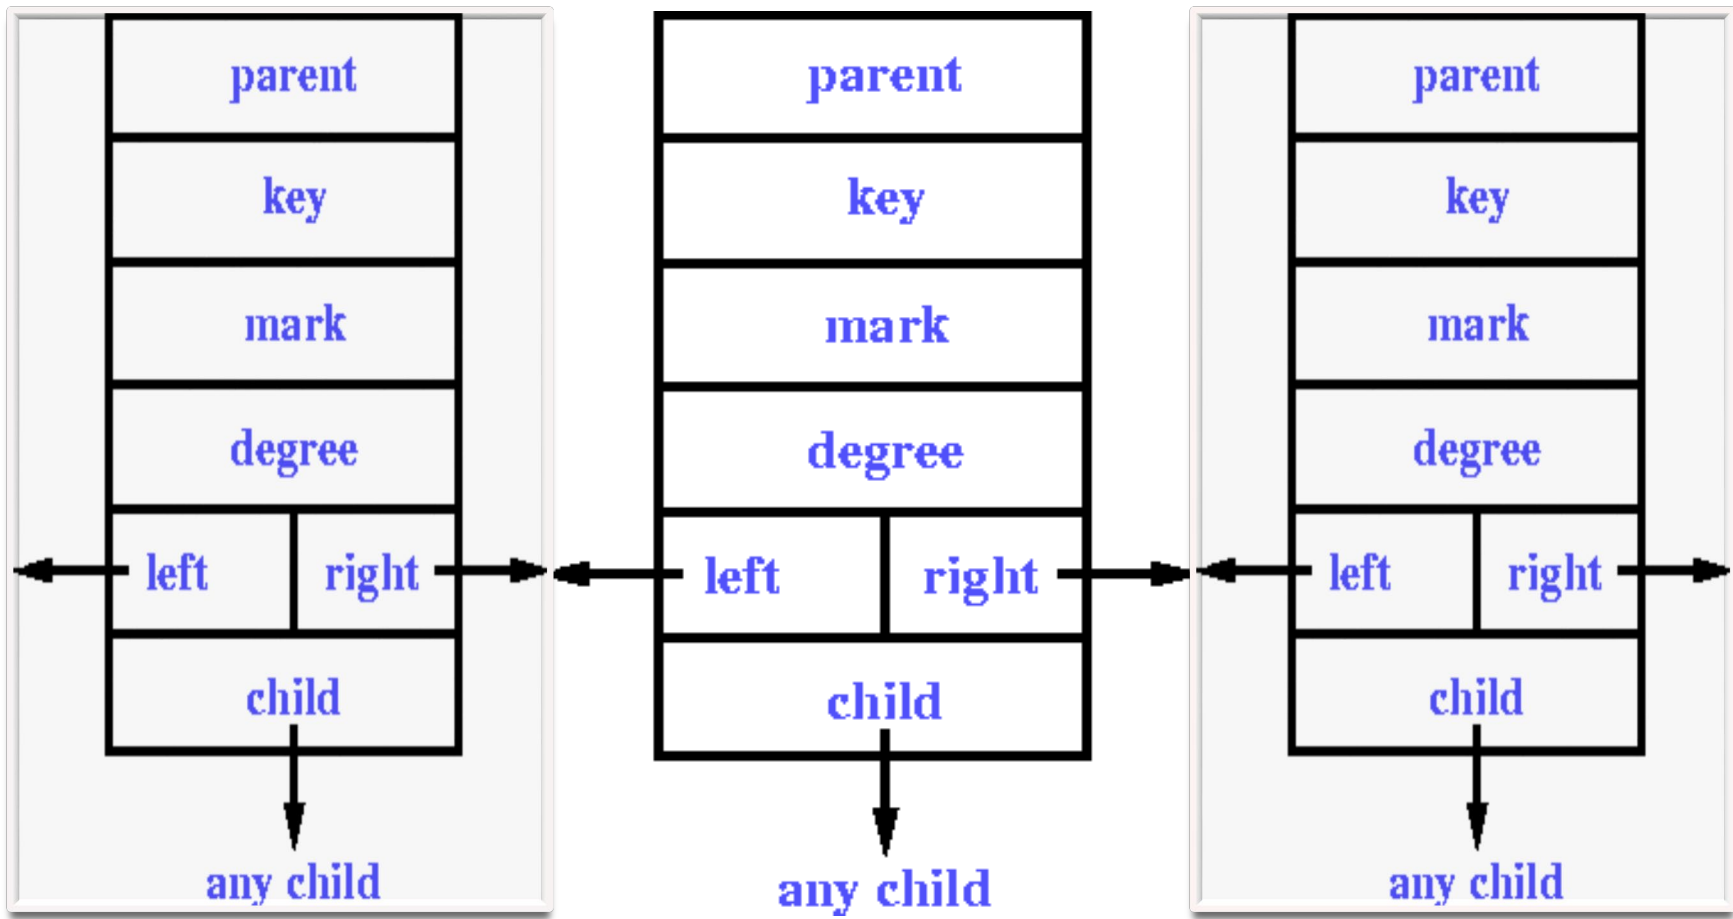 parent
key
mark
degree
left right
child
any child
parent
key
mark
degree
left right
child
any child
parent
key
mark
degree
left right
child
any child